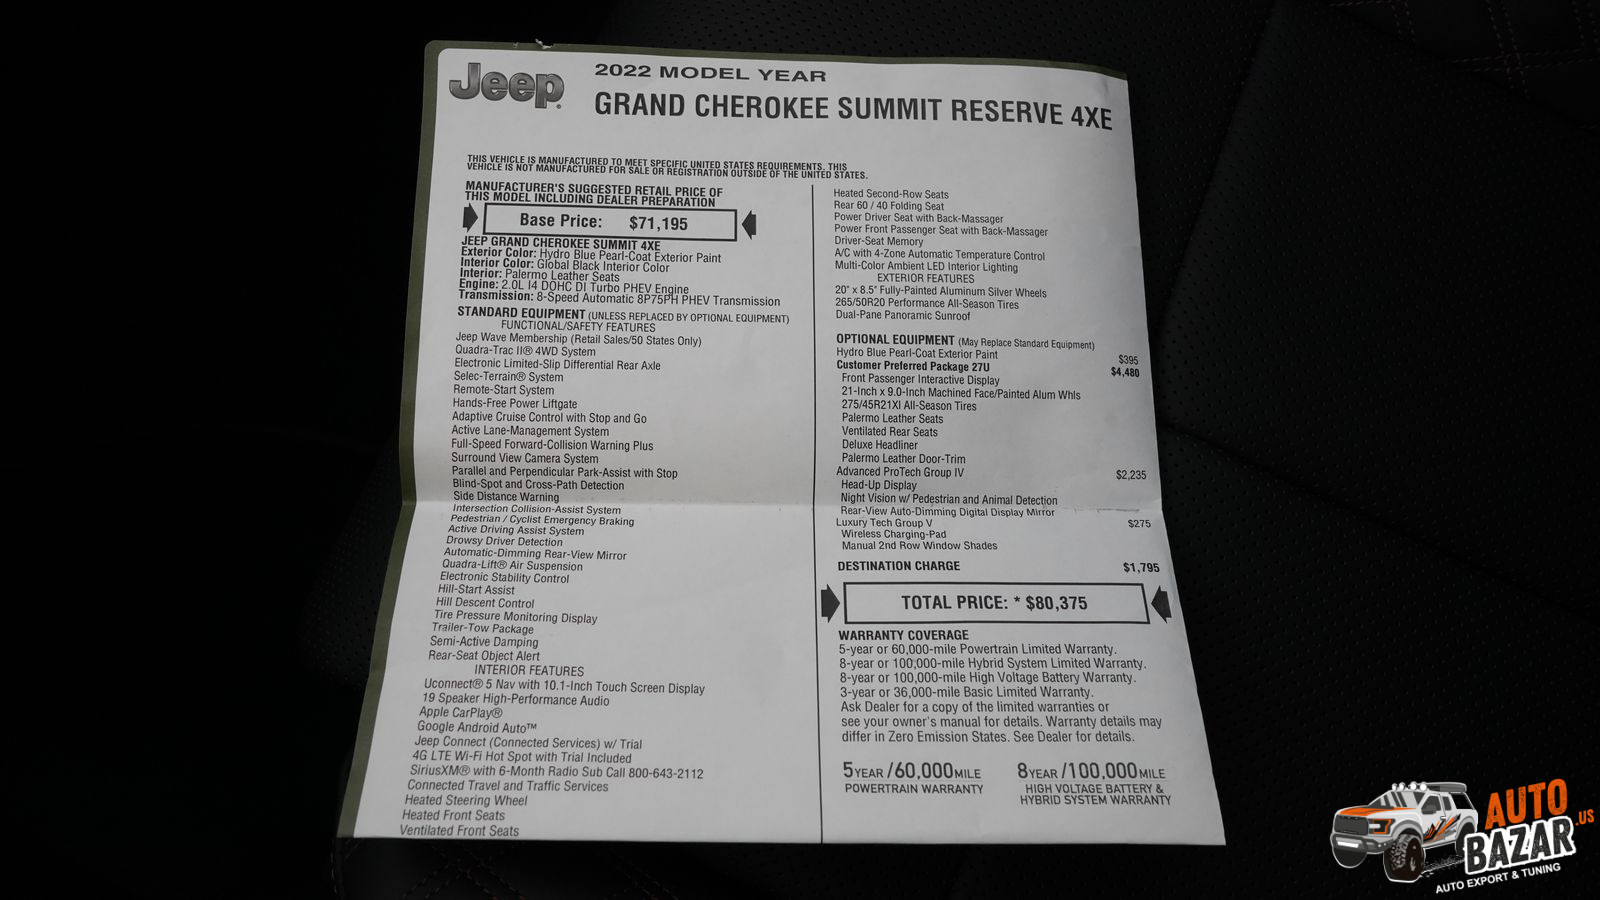 Jeep®
2022 MODEL YEAR
GRAND CHEROKEE SUMMIT RESERVE 4XE
THIS VEHICLE IS MANUFACTURED TO MEET SPECIFIC UNITED STATES REQUIREMENTS. THIS
VEHICLE IS NOT MANUFACTURED FOR SALE OR REGISTRATION OUTSIDE OF THE UNITED STATES.
MANUFACTURER'S SUGGESTED RETAIL PRICE OF
THIS MODEL INCLUDING DEALER PREPARATION
Base Price: $71,195
JEEP GRAND CHEROKEE SUMMIT 4XE
Exterior Color: Hydro Blue Pearl-Coat Exterior Paint
Interior Color: Global Black Interior Color
Interior: Palermo Leather Seats
Engine: 2.0L I4 DOHC DI Turbo PHEV Engine
Transmission: 8-Speed Automatic 8P75PH PHEV Transmission
STANDARD EQUIPMENT (UNLESS REPLACED BY OPTIONAL EQUIPMENT)
FUNCTIONAL/SAFETY FEATURES
Jeep Wave Membership (Retail Sales/50 States Only)
Quadra-Trac II® 4WD System
Electronic Limited-Slip Differential Rear Axle
Selec-Terrain® System
Remote-Start System
Hands-Free Power Liftgate
Adaptive Cruise Control with Stop and Go
Active Lane-Management System
Full-Speed Forward-Collision Warning Plus
Surround View Camera System
Parallel and Perpendicular Park-Assist with Stop
Blind-Spot and Cross-Path Detection
Side Distance Warning
Intersection Collision-Assist System
Pedestrian / Cyclist Emergency Braking
Active Driving Assist System
Drowsy Driver Detection
Automatic-Dimming Rear-View Mirror
Quadra-Lift® Air Suspension
Electronic Stability Control
Hill-Start Assist
Hill Descent Control
Tire Pressure Monitoring Display
Trailer-Tow Package
Semi-Active Damping
Rear-Seat Object Alert
INTERIOR FEATURES
Uconnect® 5 Nav with 10.1-Inch Touch Screen Display
19 Speaker High-Performance Audio
Apple CarPlay®
Google Android Auto™
Jeep Connect (Connected Services) w/ Trial
4G LTE Wi-Fi Hot Spot with Trial Included
SiriusXM® with 6-Month Radio Sub Call 800-643-2112
Connected Travel and Traffic Services
Heated Steering Wheel
Heated Front Seats
Ventilated Front Seats
Heated Second-Row Seats
Rear 60 / 40 Folding Seat
Power Driver Seat with Back-Massager
Power Front Passenger Seat with Back-Massager
Driver-Seat Memory
A/C with 4-Zone Automatic Temperature Control
Multi-Color Ambient LED Interior Lighting
EXTERIOR FEATURES
20" x 8.5" Fully-Painted Aluminum Silver Wheels
265/50R20 Performance All-Season Tires
Dual-Pane Panoramic Sunroof
OPTIONAL EQUIPMENT (May Replace Standard Equipment)
Hydro Blue Pearl-Coat Exterior Paint $395
Customer Preferred Package 27U $4,480
Front Passenger Interactive Display
21-Inch x 9.0-Inch Machined Face/Painted Alum Whls
275/45R21Xl All-Season Tires
Palermo Leather Seats
Ventilated Rear Seats
Deluxe Headliner
Palermo Leather Door-Trim
Advanced ProTech Group IV $2,235
Head-Up Display
Night Vision w/ Pedestrian and Animal Detection
Rear-View Auto-Dimming Digital Display Mirror
Luxury Tech Group V $275
Wireless Charging-Pad
Manual 2nd Row Window Shades
DESTINATION CHARGE $1,795
TOTAL PRICE: * $80,375
WARRANTY COVERAGE
5-year or 60,000-mile Powertrain Limited Warranty.
8-year or 100,000-mile Hybrid System Limited Warranty.
8-year or 100,000-mile High Voltage Battery Warranty.
3-year or 36,000-mile Basic Limited Warranty.
Ask Dealer for a copy of the limited warranties or
see your owner's manual for details. Warranty details may
differ in Zero Emission States. See Dealer for details.
5YEAR /60,000MILE
POWERTRAIN WARRANTY
8YEAR /100,000MILE
HIGH VOLTAGE BATTERY &
HYBRID SYSTEM WARRANTY
AUTO
BAZAR.US
AUTO EXPORT & TUNING